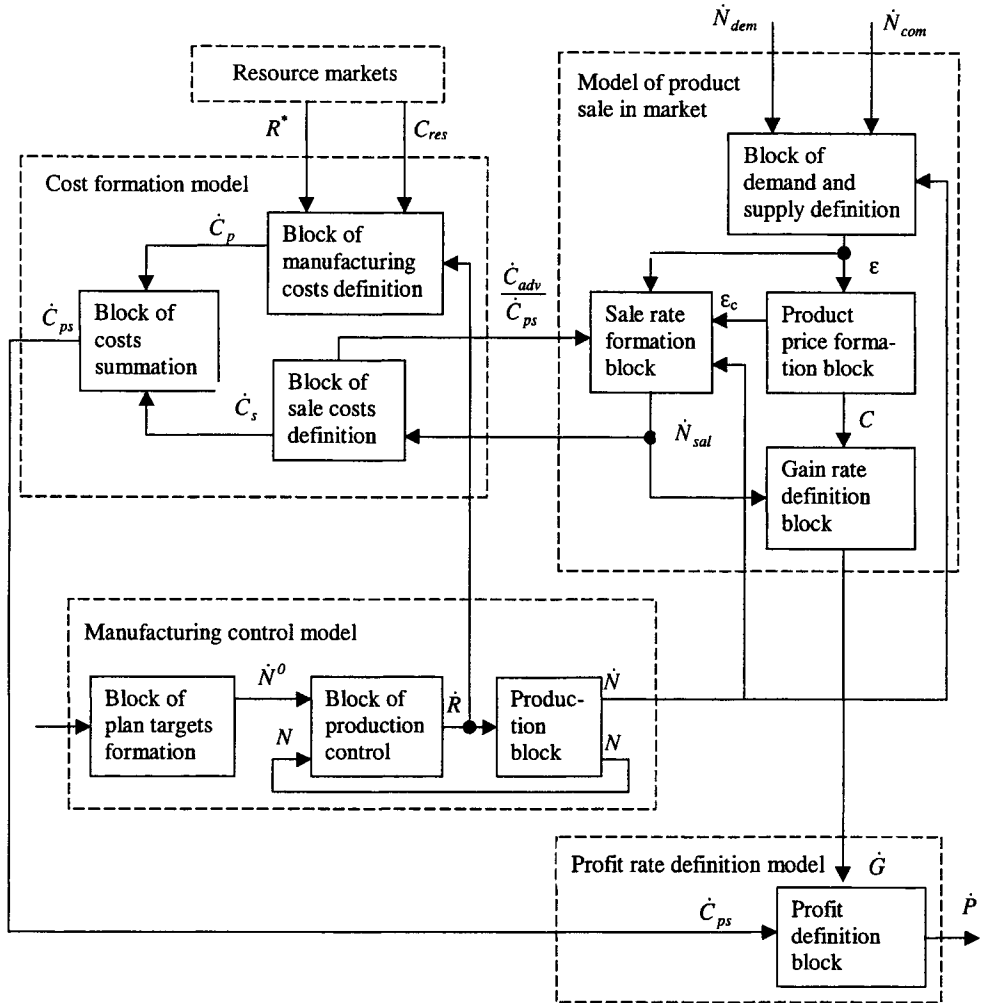 Ṅdem
Ṅcom
Resource markets
R*
Cres
Model of product
sale in market
Block of
demand and
supply definition
Cost formation model
Ċp
Block of
manufacturing
costs definition
Ċadv
Ċps
ε
εc
Sale rate
formation
block
Product
price forma-
tion block
Ċps
Block of
costs
summation
Ċs
Block of
sale costs
definition
Ṅsal
C
Gain rate
definition
block
Manufacturing control model
Block of
plan targets
formation
Ṅ0
N
Block of
production
control
Ṙ
Produc-
tion
block
Ṅ
N
Profit rate definition model
Ġ
Ċps
Profit
definition
block
Ṗ